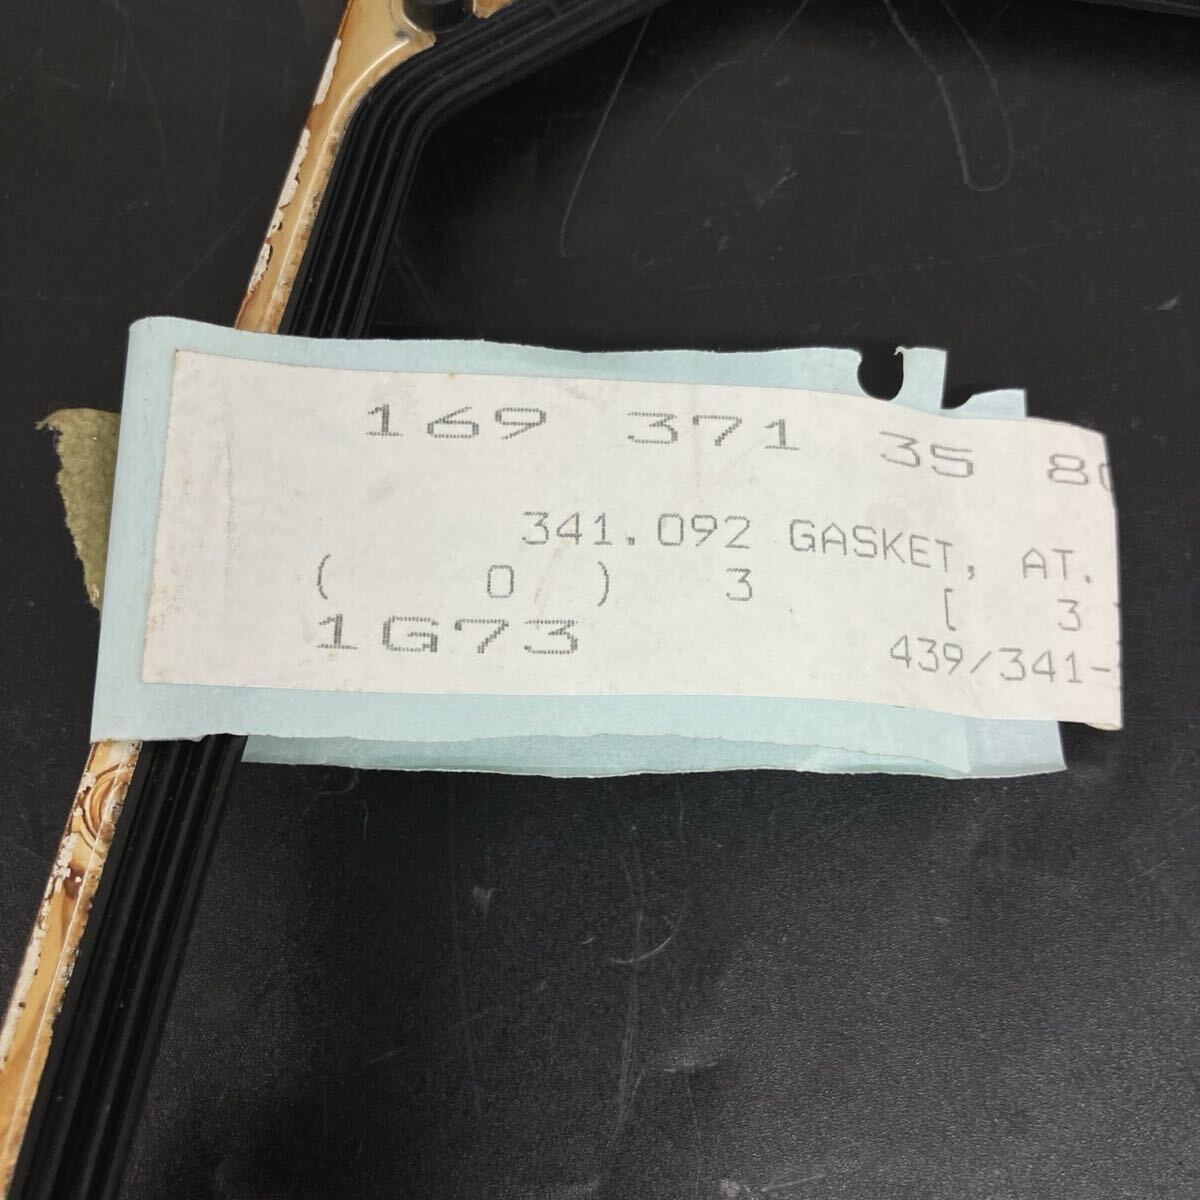 169 371 35 80
341.092 GASKET, AT.
( 0 ) 3 [ 3
1G73 439/341-